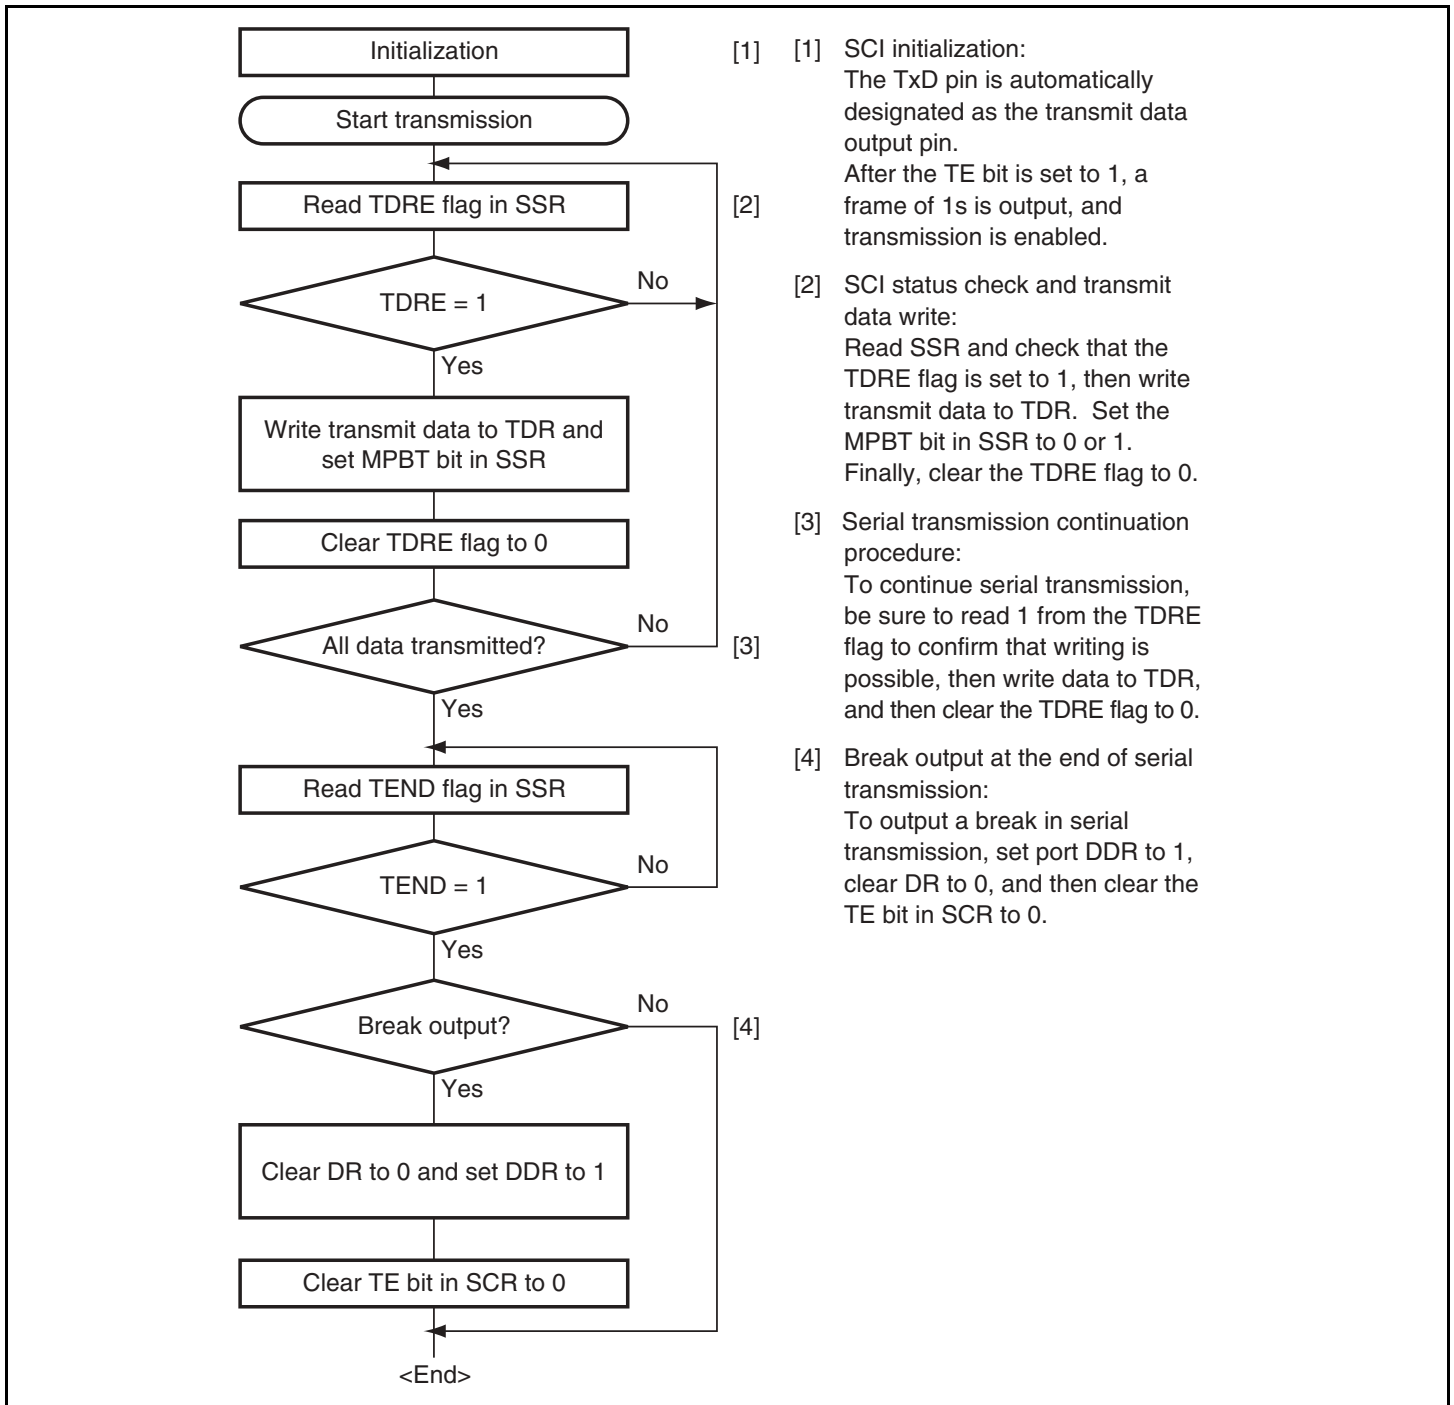 Initialization
[1]
Start transmission
Read TDRE flag in SSR
[2]
No
TDRE = 1
Yes
Write transmit data to TDR and
set MPBT bit in SSR
Clear TDRE flag to 0
No
All data transmitted?
[3]
Yes
Read TEND flag in SSR
No
TEND = 1
Yes
No
Break output?
[4]
Yes
Clear DR to 0 and set DDR to 1
Clear TE bit in SCR to 0
<End>
[1] SCI initialization:
The TxD pin is automatically
designated as the transmit data
output pin.
After the TE bit is set to 1, a
frame of 1s is output, and
transmission is enabled.
[2] SCI status check and transmit
data write:
Read SSR and check that the
TDRE flag is set to 1, then write
transmit data to TDR. Set the
MPBT bit in SSR to 0 or 1.
Finally, clear the TDRE flag to 0.
[3] Serial transmission continuation
procedure:
To continue serial transmission,
be sure to read 1 from the TDRE
flag to confirm that writing is
possible, then write data to TDR,
and then clear the TDRE flag to 0.
[4] Break output at the end of serial
transmission:
To output a break in serial
transmission, set port DDR to 1,
clear DR to 0, and then clear the
TE bit in SCR to 0.